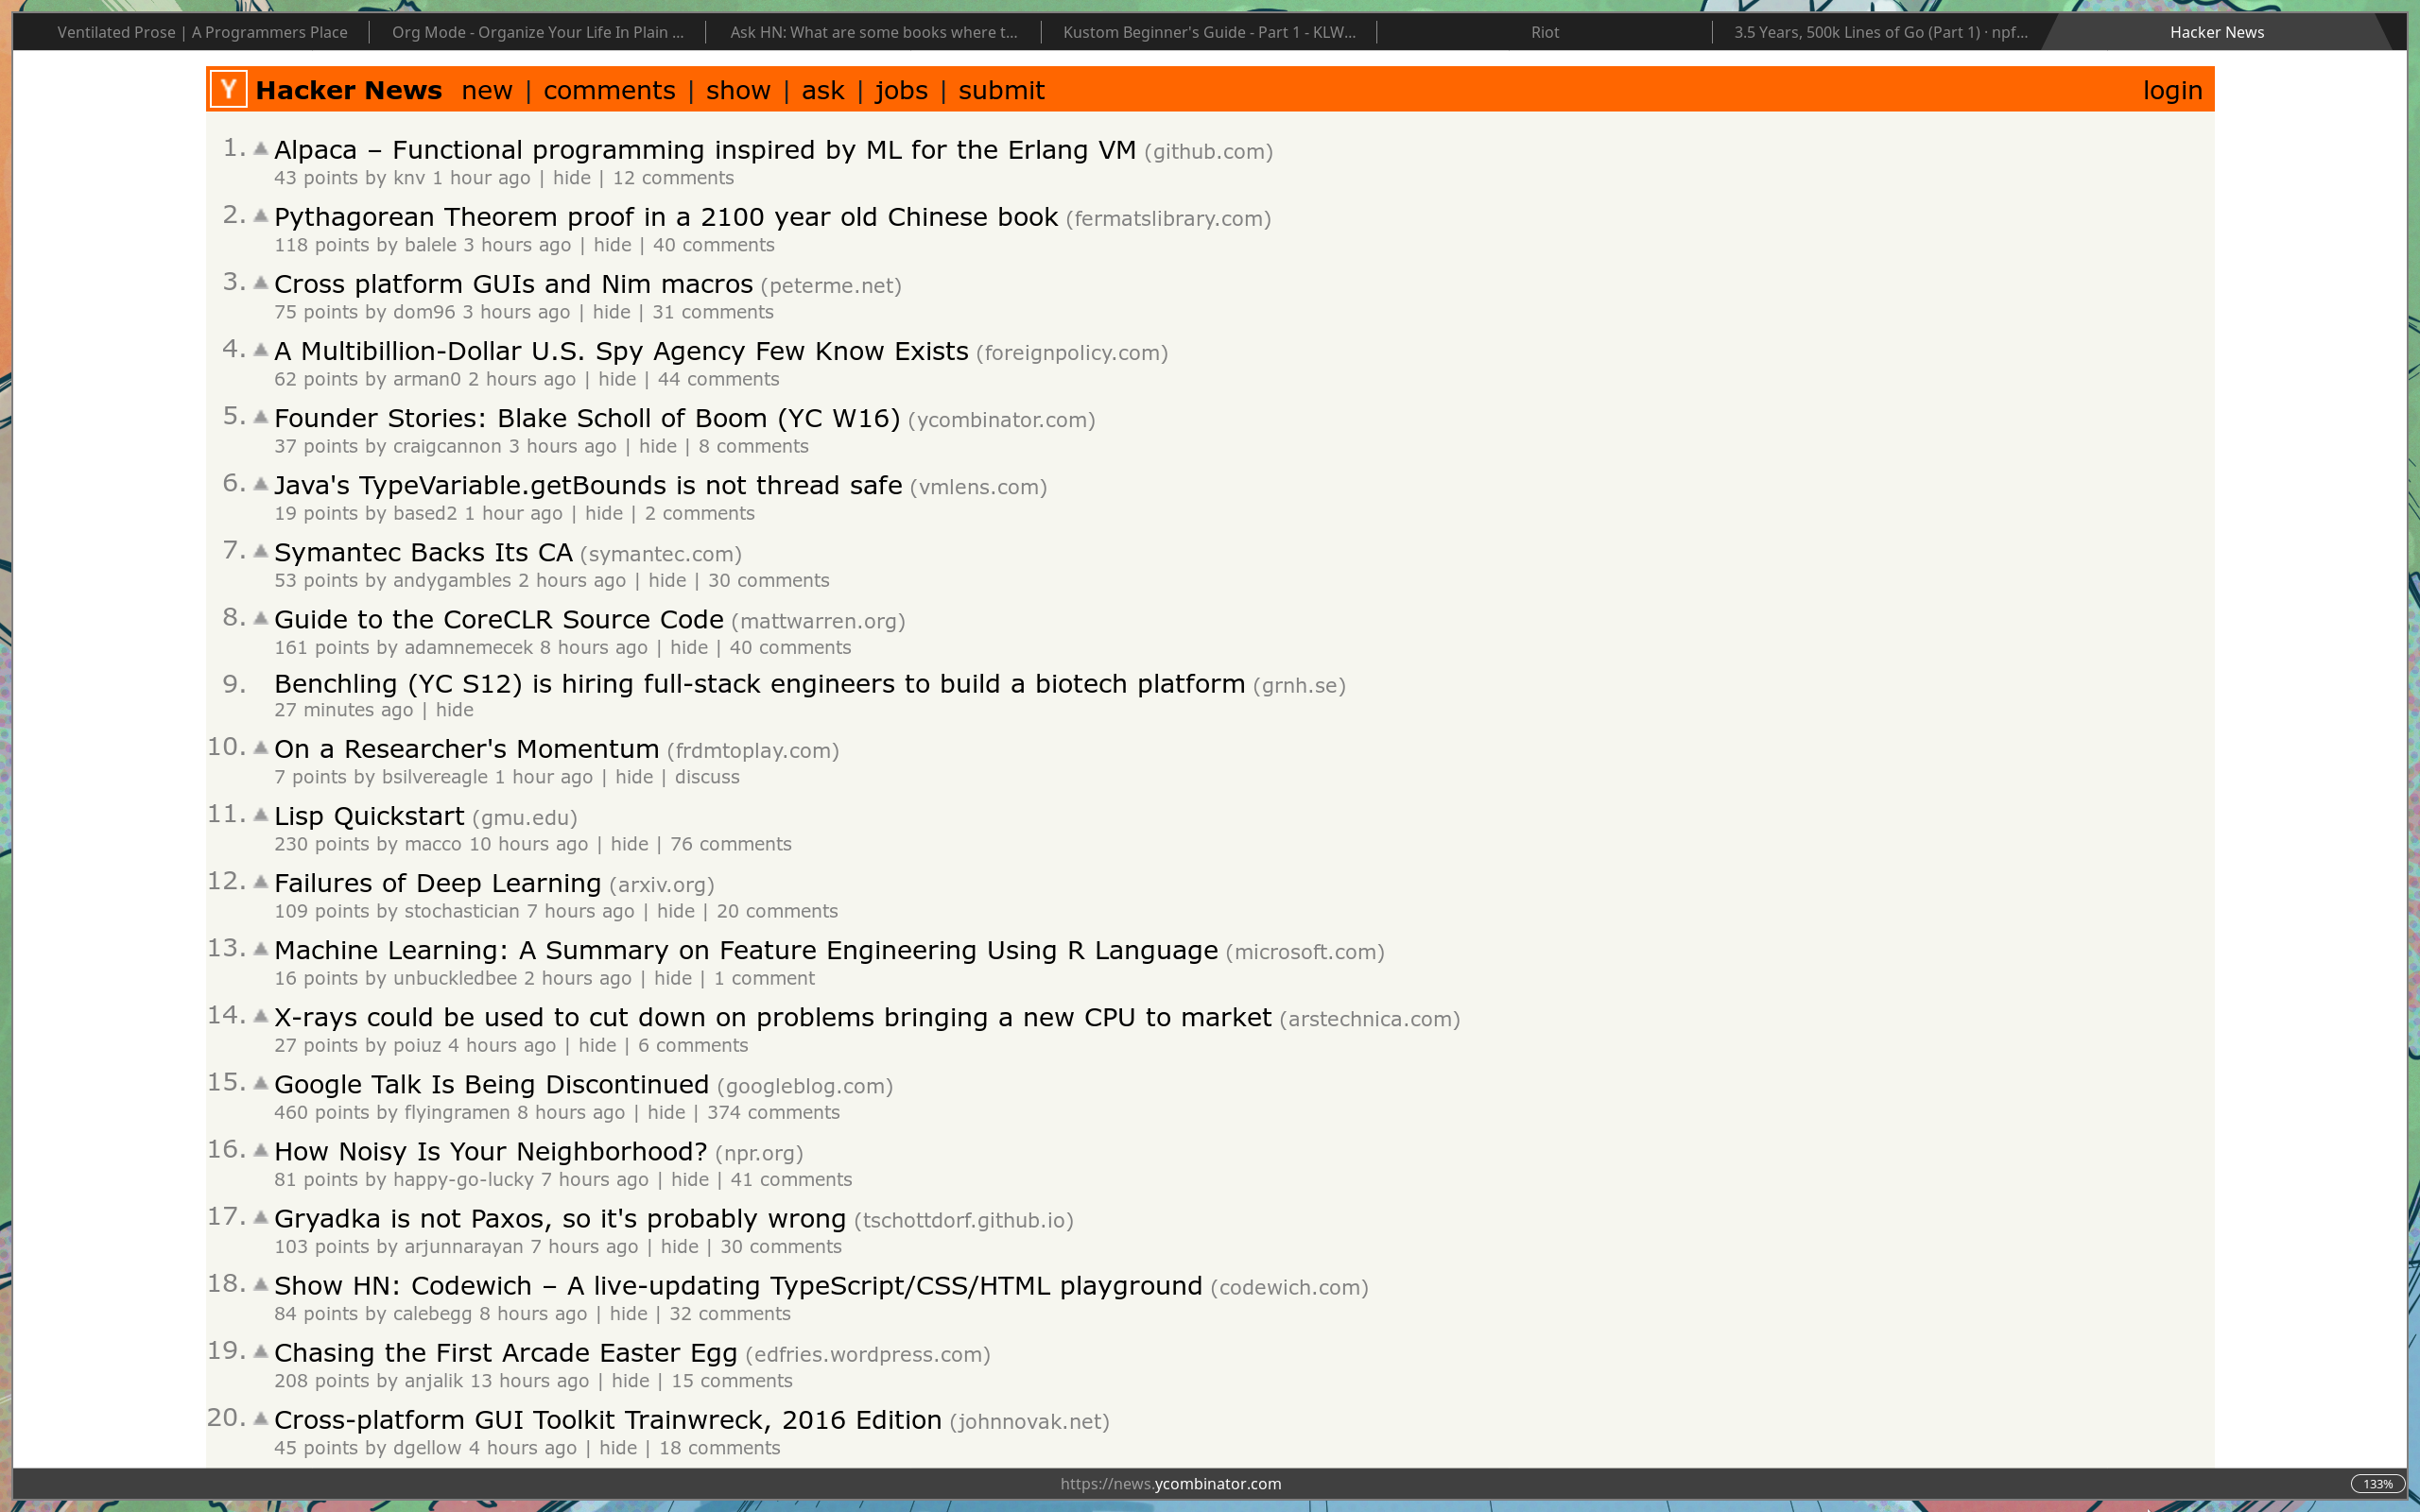 Ventilated Prose | A Programmers Place Org Mode - Organize Your Life In Plain ... Ask HN: What are some books where t... Kustom Beginner's Guide - Part 1 - KLW... Riot 3.5 Years, 500k Lines of Go (Part 1) · npf... Hacker News
Y Hacker News new | comments | show | ask | jobs | submit login
1. Alpaca – Functional programming inspired by ML for the Erlang VM (github.com)
43 points by knv 1 hour ago | hide | 12 comments
2. Pythagorean Theorem proof in a 2100 year old Chinese book (fermatslibrary.com)
118 points by balele 3 hours ago | hide | 40 comments
3. Cross platform GUIs and Nim macros (peterme.net)
75 points by dom96 3 hours ago | hide | 31 comments
4. A Multibillion-Dollar U.S. Spy Agency Few Know Exists (foreignpolicy.com)
62 points by arman0 2 hours ago | hide | 44 comments
5. Founder Stories: Blake Scholl of Boom (YC W16) (ycombinator.com)
37 points by craigcannon 3 hours ago | hide | 8 comments
6. Java's TypeVariable.getBounds is not thread safe (vmlens.com)
19 points by based2 1 hour ago | hide | 2 comments
7. Symantec Backs Its CA (symantec.com)
53 points by andygambles 2 hours ago | hide | 30 comments
8. Guide to the CoreCLR Source Code (mattwarren.org)
161 points by adamnemecek 8 hours ago | hide | 40 comments
9. Benchling (YC S12) is hiring full-stack engineers to build a biotech platform (grnh.se)
27 minutes ago | hide
10. On a Researcher's Momentum (frdmtoplay.com)
7 points by bsilvereagle 1 hour ago | hide | discuss
11. Lisp Quickstart (gmu.edu)
230 points by macco 10 hours ago | hide | 76 comments
12. Failures of Deep Learning (arxiv.org)
109 points by stochastician 7 hours ago | hide | 20 comments
13. Machine Learning: A Summary on Feature Engineering Using R Language (microsoft.com)
16 points by unbuckledbee 2 hours ago | hide | 1 comment
14. X-rays could be used to cut down on problems bringing a new CPU to market (arstechnica.com)
27 points by poiuz 4 hours ago | hide | 6 comments
15. Google Talk Is Being Discontinued (googleblog.com)
460 points by flyingramen 8 hours ago | hide | 374 comments
16. How Noisy Is Your Neighborhood? (npr.org)
81 points by happy-go-lucky 7 hours ago | hide | 41 comments
17. Gryadka is not Paxos, so it's probably wrong (tschottdorf.github.io)
103 points by arjunnarayan 7 hours ago | hide | 30 comments
18. Show HN: Codewich – A live-updating TypeScript/CSS/HTML playground (codewich.com)
84 points by calebegg 8 hours ago | hide | 32 comments
19. Chasing the First Arcade Easter Egg (edfries.wordpress.com)
208 points by anjalik 13 hours ago | hide | 15 comments
20. Cross-platform GUI Toolkit Trainwreck, 2016 Edition (johnnovak.net)
45 points by dgellow 4 hours ago | hide | 18 comments
https://news.ycombinator.com 133%